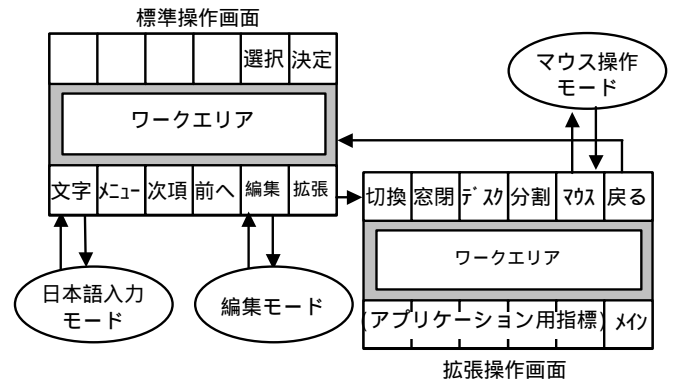 標準操作画面
選択 決定
ワークエリア
文字 メニュー 次項 前へ 編集 拡張
マウス操作
モード
切換 窓閉 デスク 分割 マウス 戻る
ワークエリア
(アプリケーション用指標) メイン
拡張操作画面
日本語入力
モード
編集モード